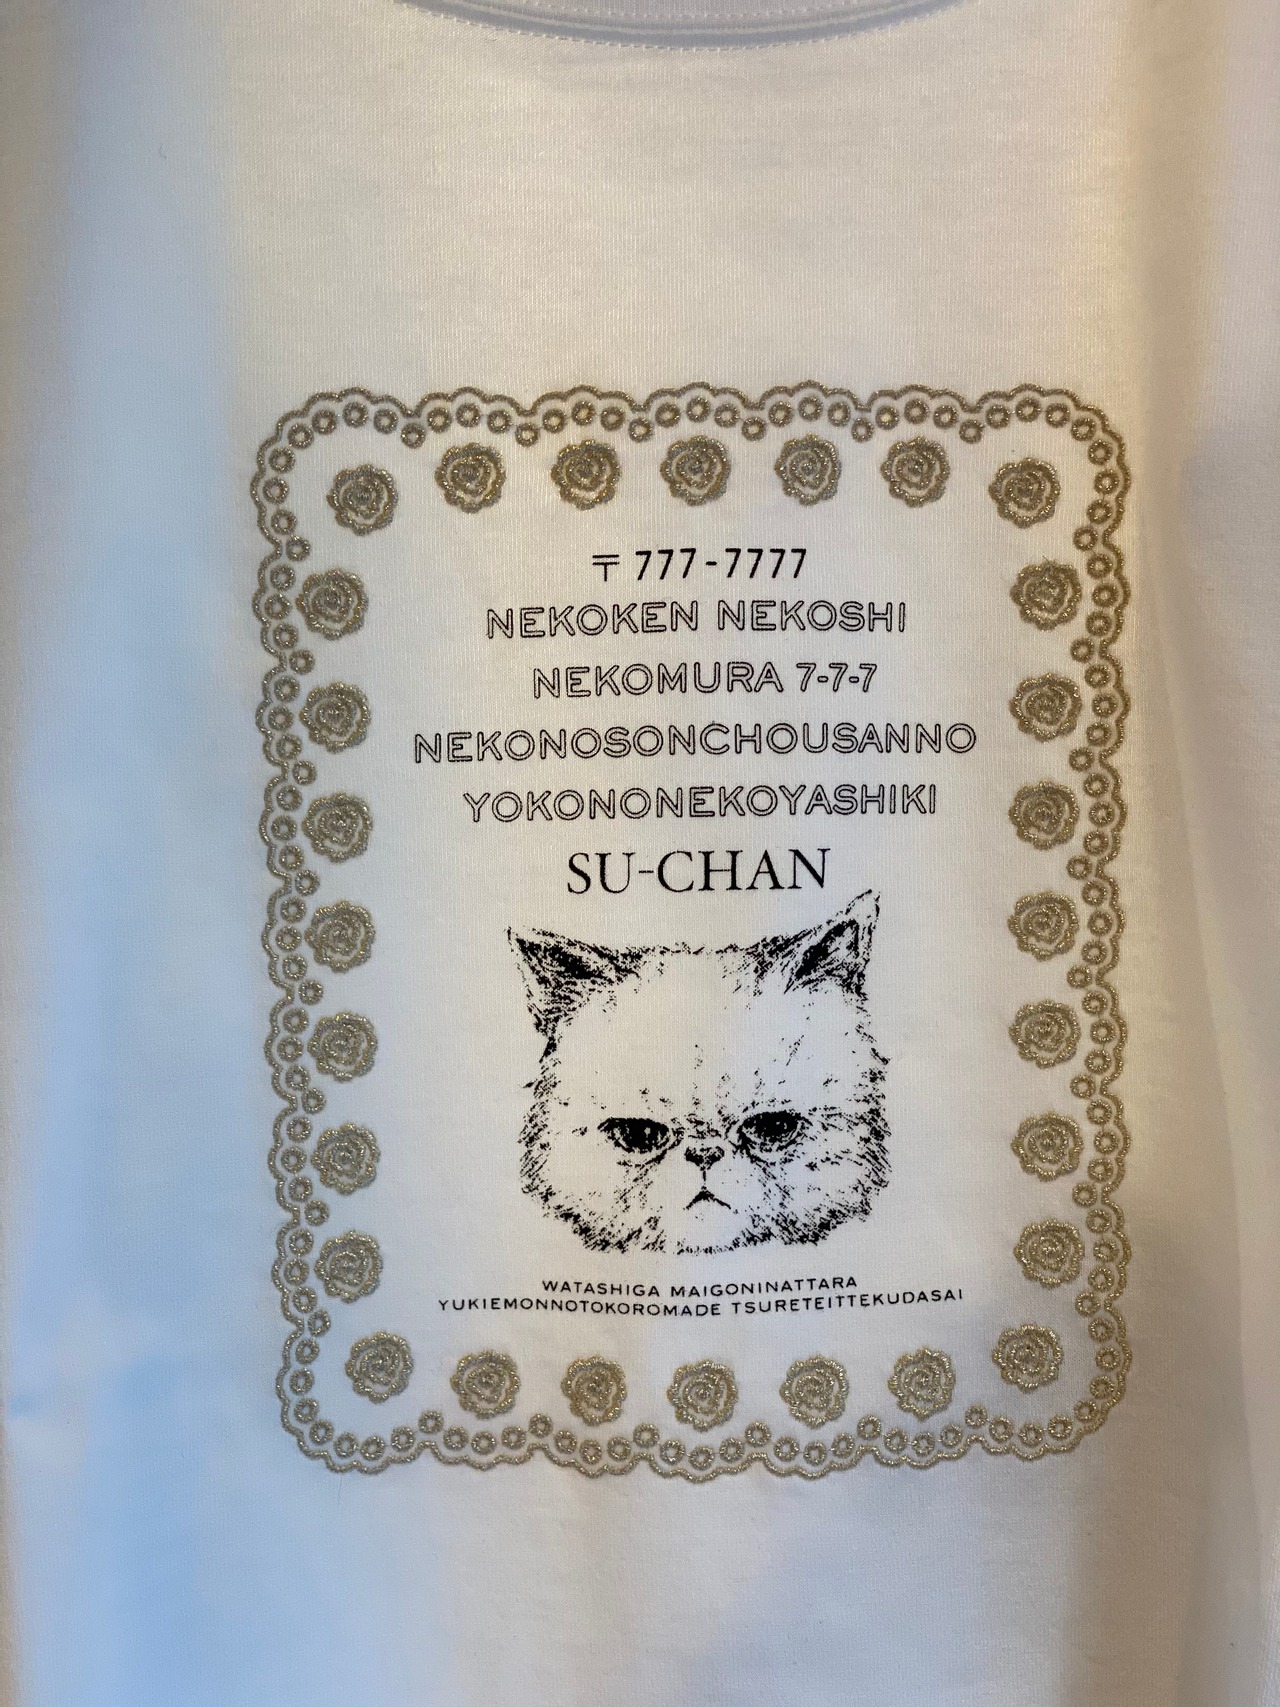 〒777-7777
NEKOKEN NEKOSHI
NEKOMURA 7-7-7
NEKONOSONCHOUSANNO
YOKONONEKOYASHIKI
SU-CHAN
WATASHIGA MAIGONINATTARA
YUKIEMONNOTOKOROMADE TSURETEITTEKUDASAI